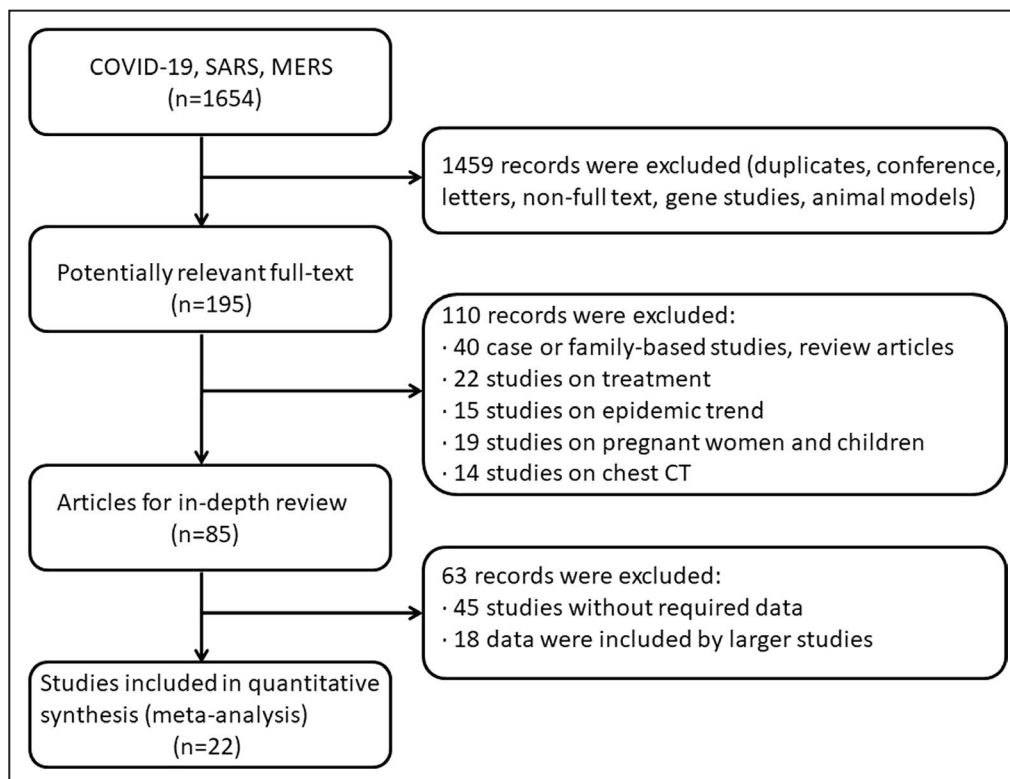 COVID-19, SARS, MERS
(n=1654)
1459 records were excluded (duplicates, conference,
letters, non-full text, gene studies, animal models)
Potentially relevant full-text
(n=195)
110 records were excluded:
· 40 case or family-based studies, review articles
· 22 studies on treatment
· 15 studies on epidemic trend
· 19 studies on pregnant women and children
· 14 studies on chest CT
Articles for in-depth review
(n=85)
63 records were excluded:
· 45 studies without required data
· 18 data were included by larger studies
Studies included in quantitative
synthesis (meta-analysis)
(n=22)